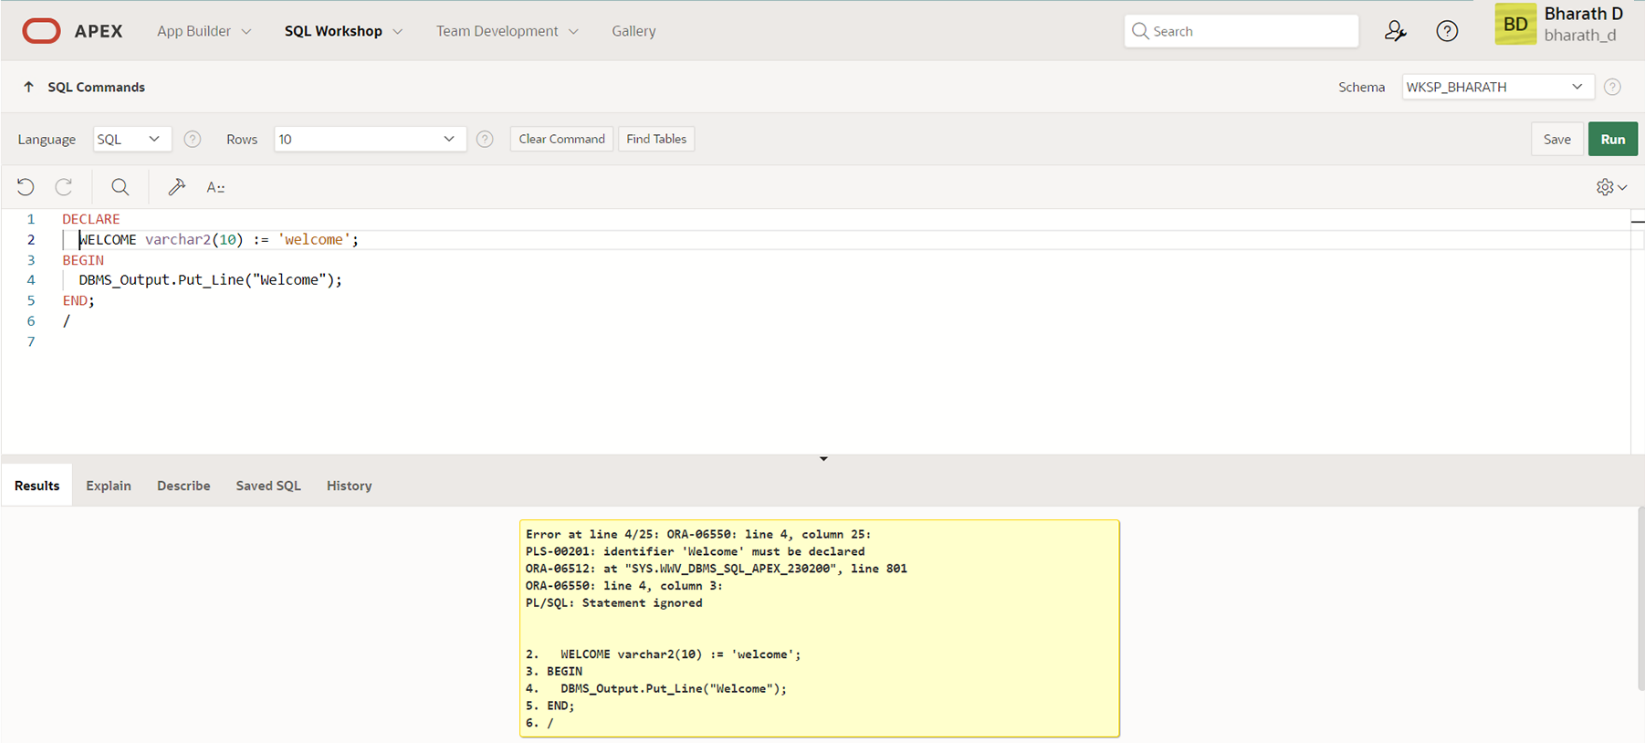 APEX App Builder SQL Workshop Team Development Gallery Search ? BD Bharath D
bharath_d
↑ SQL Commands Schema WKSP_BHARATH ?
Language SQL ? Rows 10 ? Clear Command Find Tables Save Run
A::
1 DECLARE
2 WELCOME varchar2(10) := 'welcome';
3 BEGIN
4 DBMS_Output.Put_Line("Welcome");
5 END;
6 /
7
Results Explain Describe Saved SQL History
Error at line 4/25: ORA-06550: line 4, column 25:
PLS-00201: identifier 'Welcome' must be declared
ORA-06512: at "SYS.WWV_DBMS_SQL_APEX_230200", line 801
ORA-06550: line 4, column 3:
PL/SQL: Statement ignored
2. WELCOME varchar2(10) := 'welcome';
3. BEGIN
4. DBMS_Output.Put_Line("Welcome");
5. END;
6. /